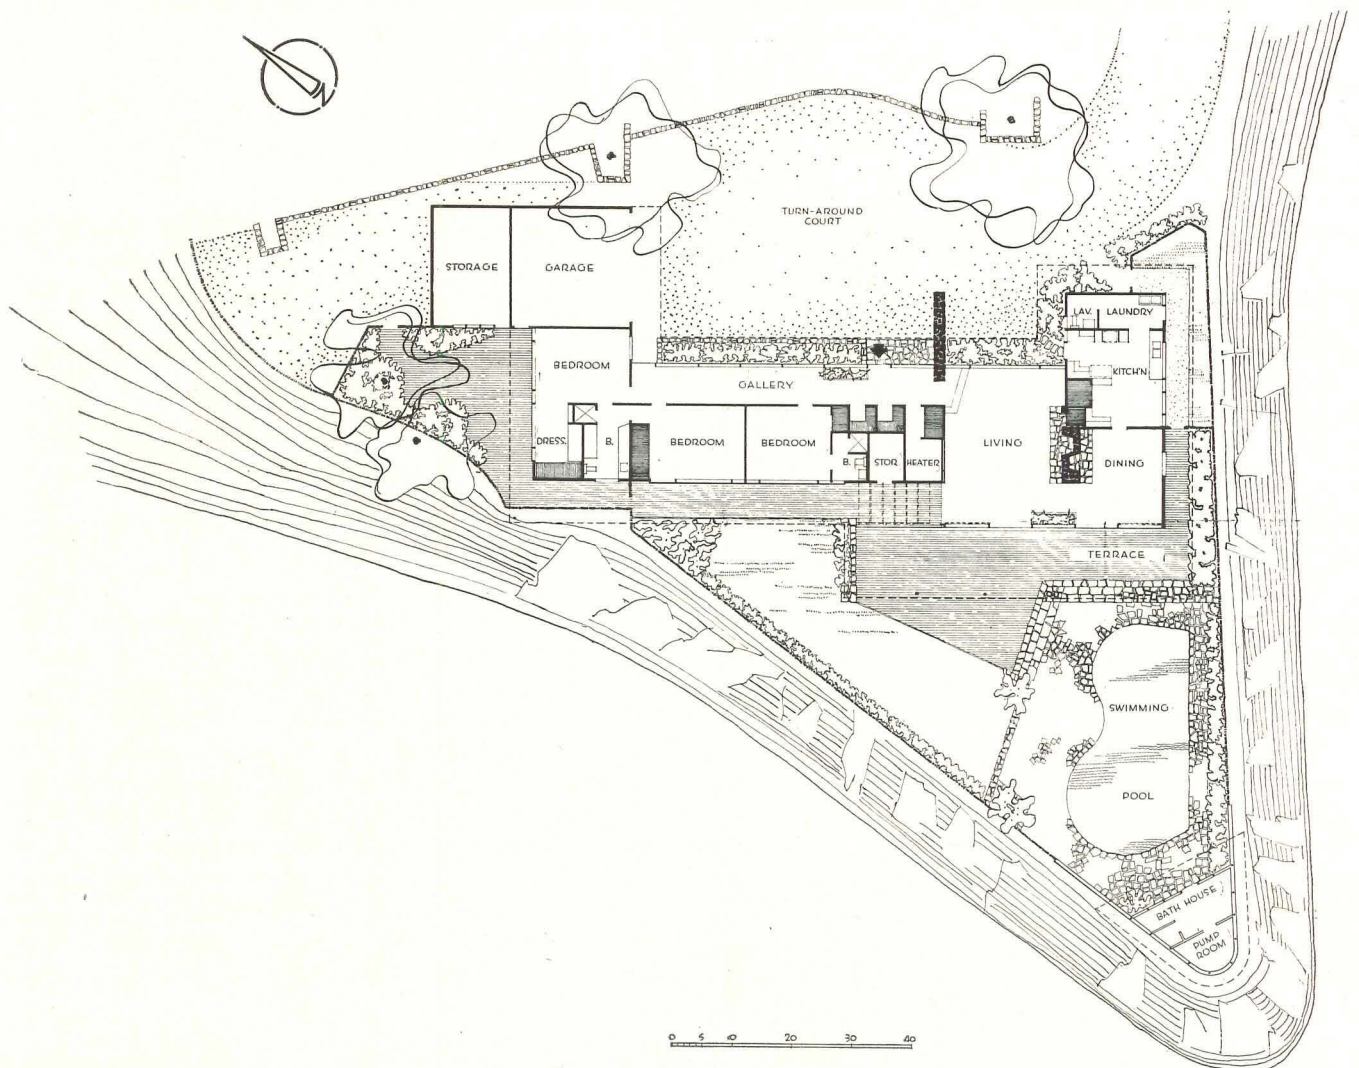 TURN-AROUND
COURT
STORAGE
GARAGE
LAV.
LAUNDRY
BEDROOM
KITCH'N
GALLERY
DRESS.
B.
BEDROOM
BEDROOM
B.
STOR.
HEATER
LIVING
DINING
TERRACE
SWIMMING
POOL
BATH HOUSE
PUMP
ROOM
0 5 10 20 30 40